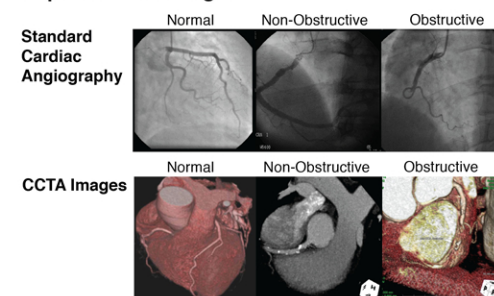 Normal
Non-Obstructive
Obstructive
Standard
Cardiac
Angiography
Normal
Non-Obstructive
Obstructive
CCTA Images